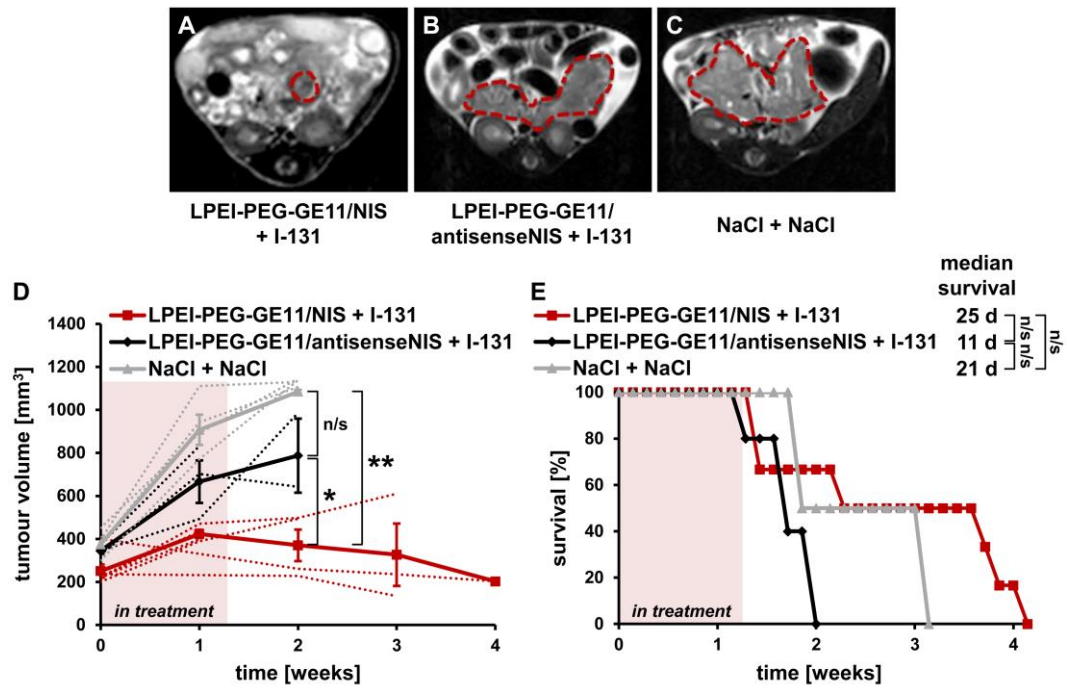 A
B
C
LPEI-PEG-GE11/NIS
+ I-131
LPEI-PEG-GE11/
antisenseNIS + I-131
NaCl + NaCl
D
LPEI-PEG-GE11/NIS + I-131
LPEI-PEG-GE11/antisenseNIS + I-131
NaCl + NaCl
tumour volume [mm³]
1400
1200
1000
800
600
400
200
0
n/s
*
**
in treatment
0 1 2 3 4
time [weeks]
E
median
survival
LPEI-PEG-GE11/NIS + I-131 25 d
LPEI-PEG-GE11/antisenseNIS + I-131 11 d
NaCl + NaCl 21 d
n/s
n/s
n/s
survival [%]
100
80
60
40
20
0
in treatment
0 1 2 3 4
time [weeks]